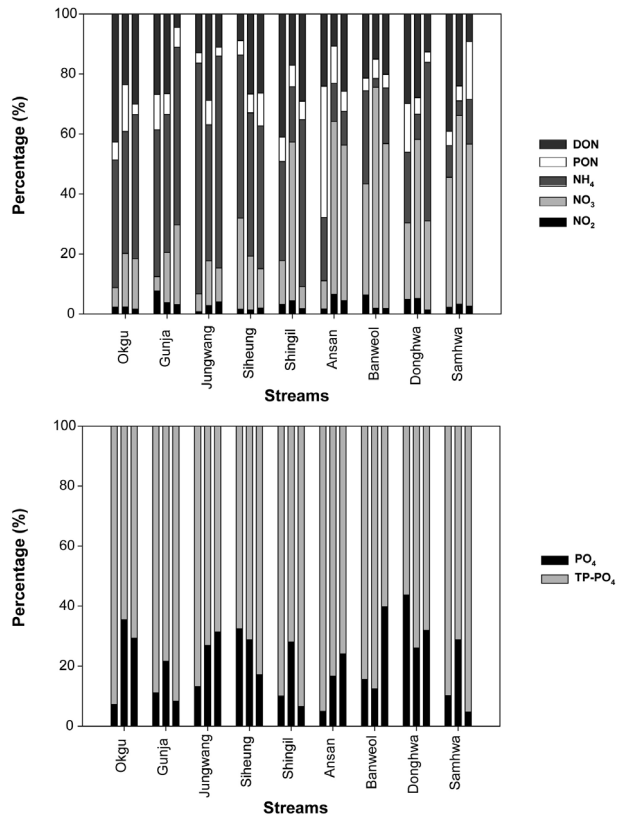 Percentage (%)
100
80
60
40
20
0
Okgu
Gunja
Jungwang
Siheung
Shingil
Ansan
Banweol
Donghwa
Samhwa
Streams
DON
PON
NH4
NO3
NO2
Percentage (%)
100
80
60
40
20
0
Okgu
Gunja
Jungwang
Siheung
Shingil
Ansan
Banweol
Donghwa
Samhwa
Streams
PO4
TP-PO4